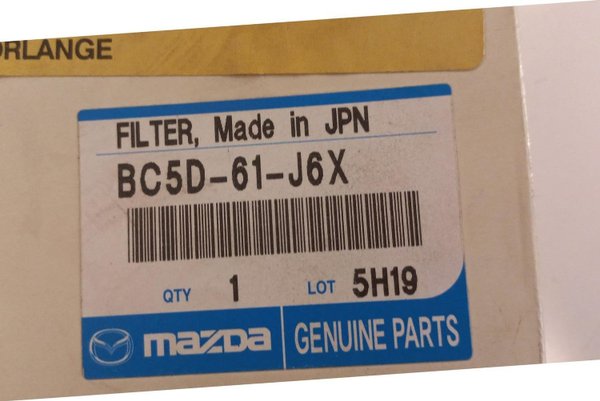 ORLANGE
FILTER, Made in JPN
BC5D-61-J6X
QTY 1 LOT 5H19
mazda GENUINE PARTS